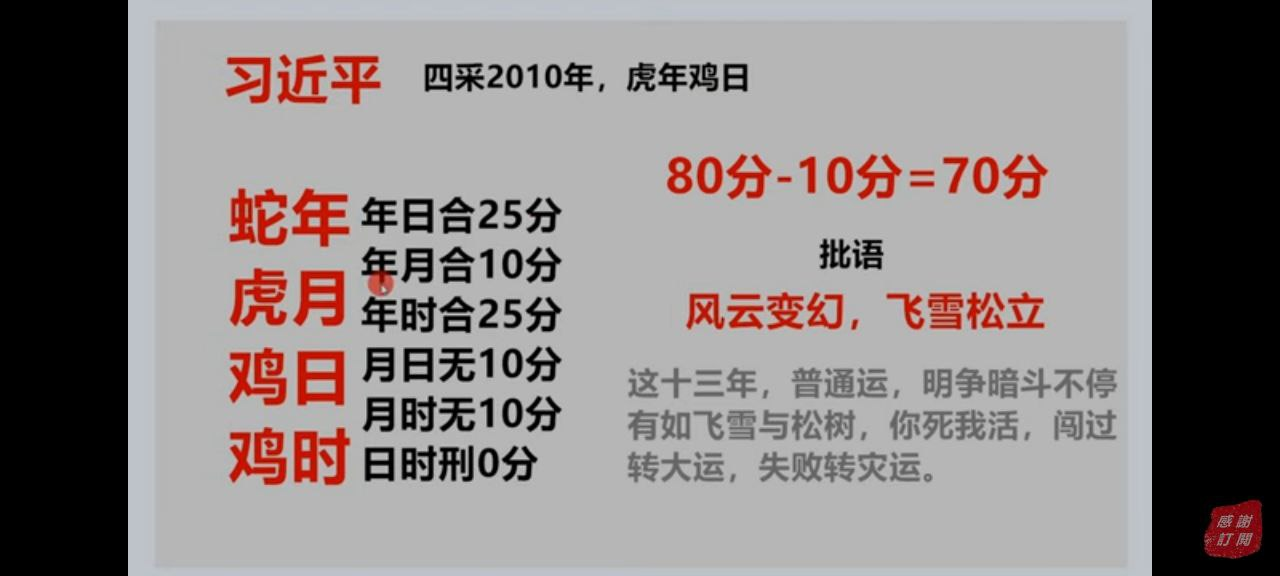 习近平 四采2010年，虎年鸡日
80分-10分=70分
蛇年
虎月
鸡日
鸡时
年日合25分
年月合10分
年时合25分
月日无10分
月时无10分
日时刑0分
批语
风云变幻，飞雪松立
这十三年，普通运，明争暗斗不停
有如飞雪与松树，你死我活，闯过
转大运，失败转灾运。
感謝
訂閱